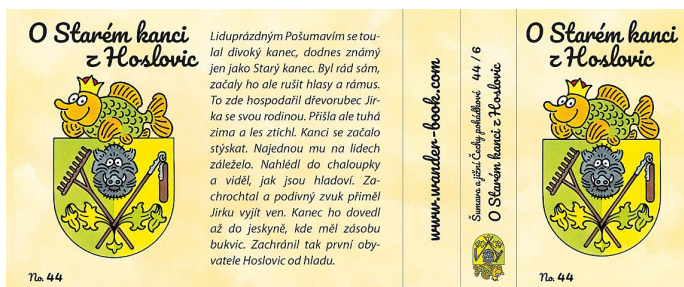 O Starém kanci
z Hoslovic
No. 44
Liduprázdným Pošumavím se tou-
lal divoký kanec, dodnes známý
jen jako Starý kanec. Byl rád sám,
začaly ho ale rušit hlasy a rámus.
To zde hospodařil dřevorubec Jir-
ka se svou rodinou. Přišla ale tuhá
zima a les ztichl. Kanci se začalo
stýskat. Najednou mu na lidech
záleželo. Nahlédl do chaloupky
a viděl, jak jsou hladoví. Za-
chrochtal a podivný zvuk přiměl
Jirku vyjít ven. Kanec ho dovedl
až do jeskyně, kde měl zásobu
bukvic. Zachránil tak první oby-
vatele Hoslovic od hladu.
www.wander-book.com
Šumava a jižní Čechy pohádkové 44 / 6
O Starém kanci z Hoslovic
O Starém kanci
z Hoslovic
No. 44